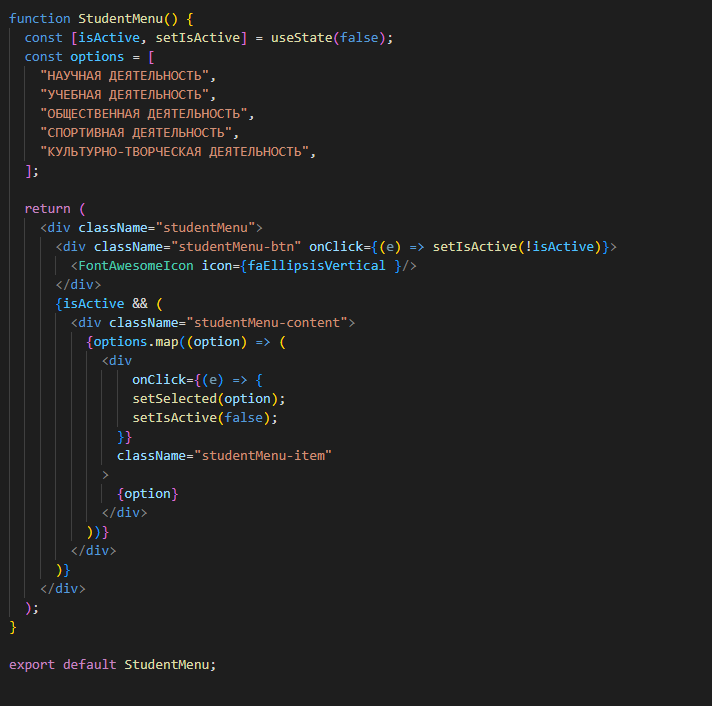 function StudentMenu() {
const [isActive, setIsActive] = useState(false);
const options = [
"НАУЧНАЯ ДЕЯТЕЛЬНОСТЬ",
"УЧЕБНАЯ ДЕЯТЕЛЬНОСТЬ",
"ОБЩЕСТВЕННАЯ ДЕЯТЕЛЬНОСТЬ",
"СПОРТИВНАЯ ДЕЯТЕЛЬНОСТЬ",
"КУЛЬТУРНО-ТВОРЧЕСКАЯ ДЕЯТЕЛЬНОСТЬ",
];
return (
<div className="studentMenu">
<div className="studentMenu-btn" onClick={(e) => setIsActive(!isActive)}>
<FontAwesomeIcon icon={faEllipsisVertical }/>
</div>
{isActive && (
<div className="studentMenu-content">
{options.map((option) => (
<div
onClick={(e) => {
setSelected(option);
setIsActive(false);
}}
className="studentMenu-item"
>
{option}
</div>
))}
</div>
)}
</div>
);
}
export default StudentMenu;